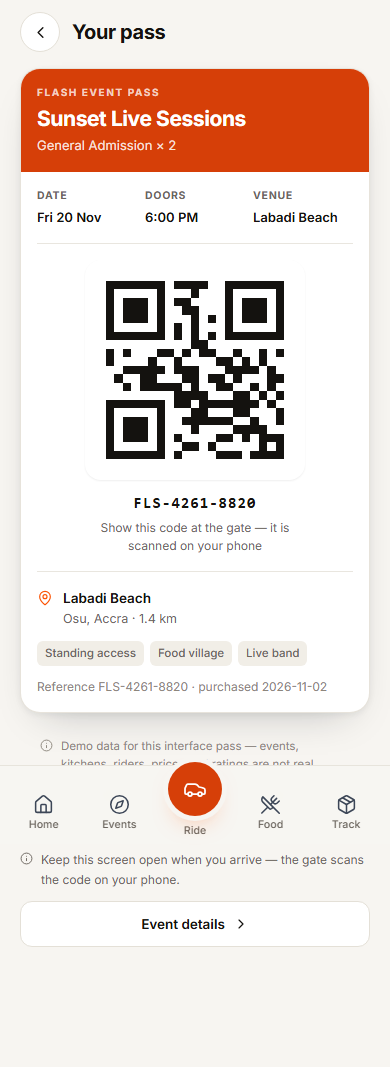 Your pass
FLASH EVENT PASS
Sunset Live Sessions
General Admission × 2
DATE
DOORS
VENUE
Fri 20 Nov
6:00 PM
Labadi Beach
FLS-4261-8820
Show this code at the gate — it is
scanned on your phone
Labadi Beach
Osu, Accra · 1.4 km
Standing access
Food village
Live band
Reference FLS-4261-8820 · purchased 2026-11-02
Demo data for this interface pass — events,
kitchens, riders, ratings are not real
Home
Events
Ride
Food
Track
Keep this screen open when you arrive — the gate scans
the code on your phone.
Event details